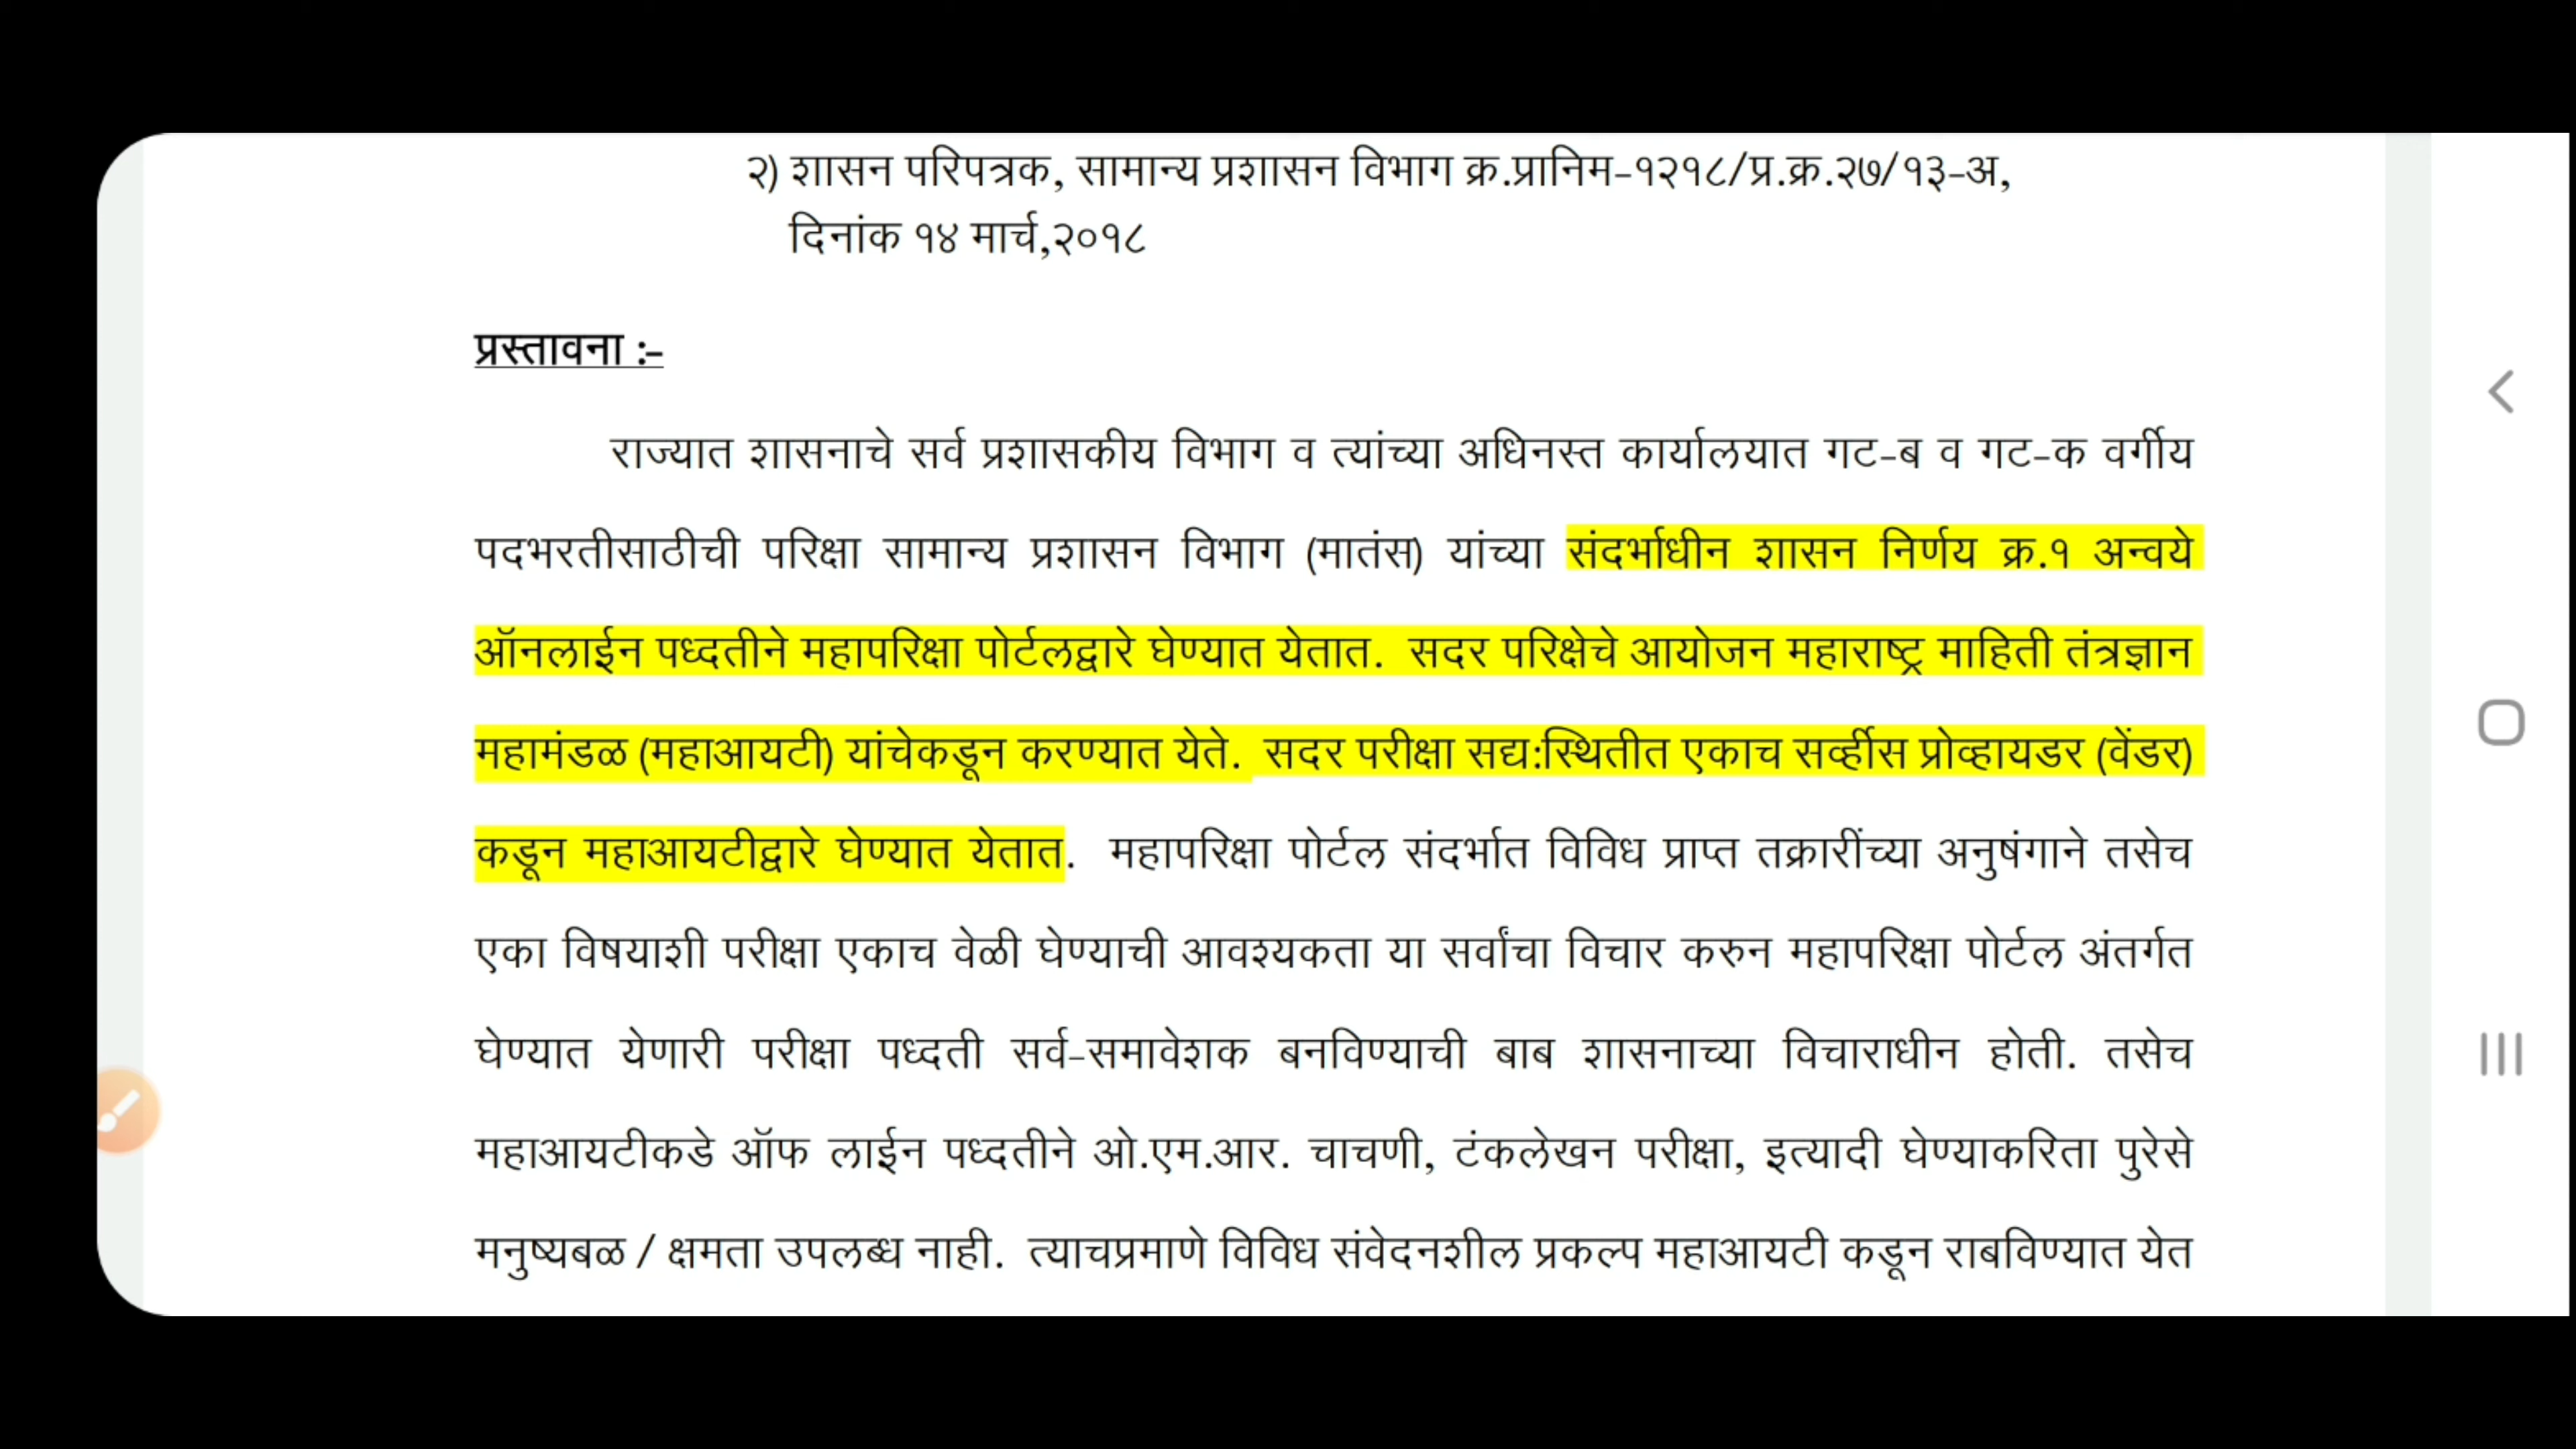 २) शासन परिपत्रक, सामान्य प्रशासन विभाग क्र.प्रानिम-१२१८/प्र.क्र.२७/१३-अ,
दिनांक १४ मार्च,२०१८
प्रस्तावना :-
राज्यात शासनाचे सर्व प्रशासकीय विभाग व त्यांच्या अधिनस्त कार्यालयात गट-ब व गट-क वर्गीय
पदभरतीसाठीची परिक्षा सामान्य प्रशासन विभाग (मातंस) यांच्या संदर्भाधीन शासन निर्णय क्र.१ अन्वये
ऑनलाईन पध्दतीने महापरिक्षा पोर्टलद्वारे घेण्यात येतात. सदर परिक्षेचे आयोजन महाराष्ट्र माहिती तंत्रज्ञान
महामंडळ (महाआयटी) यांचेकडून करण्यात येते. सदर परीक्षा सद्य:स्थितीत एकाच सर्व्हीस प्रोव्हायडर (वेंडर)
कडून महाआयटीद्वारे घेण्यात येतात. महापरिक्षा पोर्टल संदर्भात विविध प्राप्त तक्रारींच्या अनुषंगाने तसेच
एका विषयाशी परीक्षा एकाच वेळी घेण्याची आवश्यकता या सर्वांचा विचार करुन महापरिक्षा पोर्टल अंतर्गत
घेण्यात येणारी परीक्षा पध्दती सर्व-समावेशक बनविण्याची बाब शासनाच्या विचाराधीन होती. तसेच
महाआयटीकडे ऑफ लाईन पध्दतीने ओ.एम.आर. चाचणी, टंकलेखन परीक्षा, इत्यादी घेण्याकरिता पुरेसे
मनुष्यबळ / क्षमता उपलब्ध नाही. त्याचप्रमाणे विविध संवेदनशील प्रकल्प महाआयटी कडून राबविण्यात येत